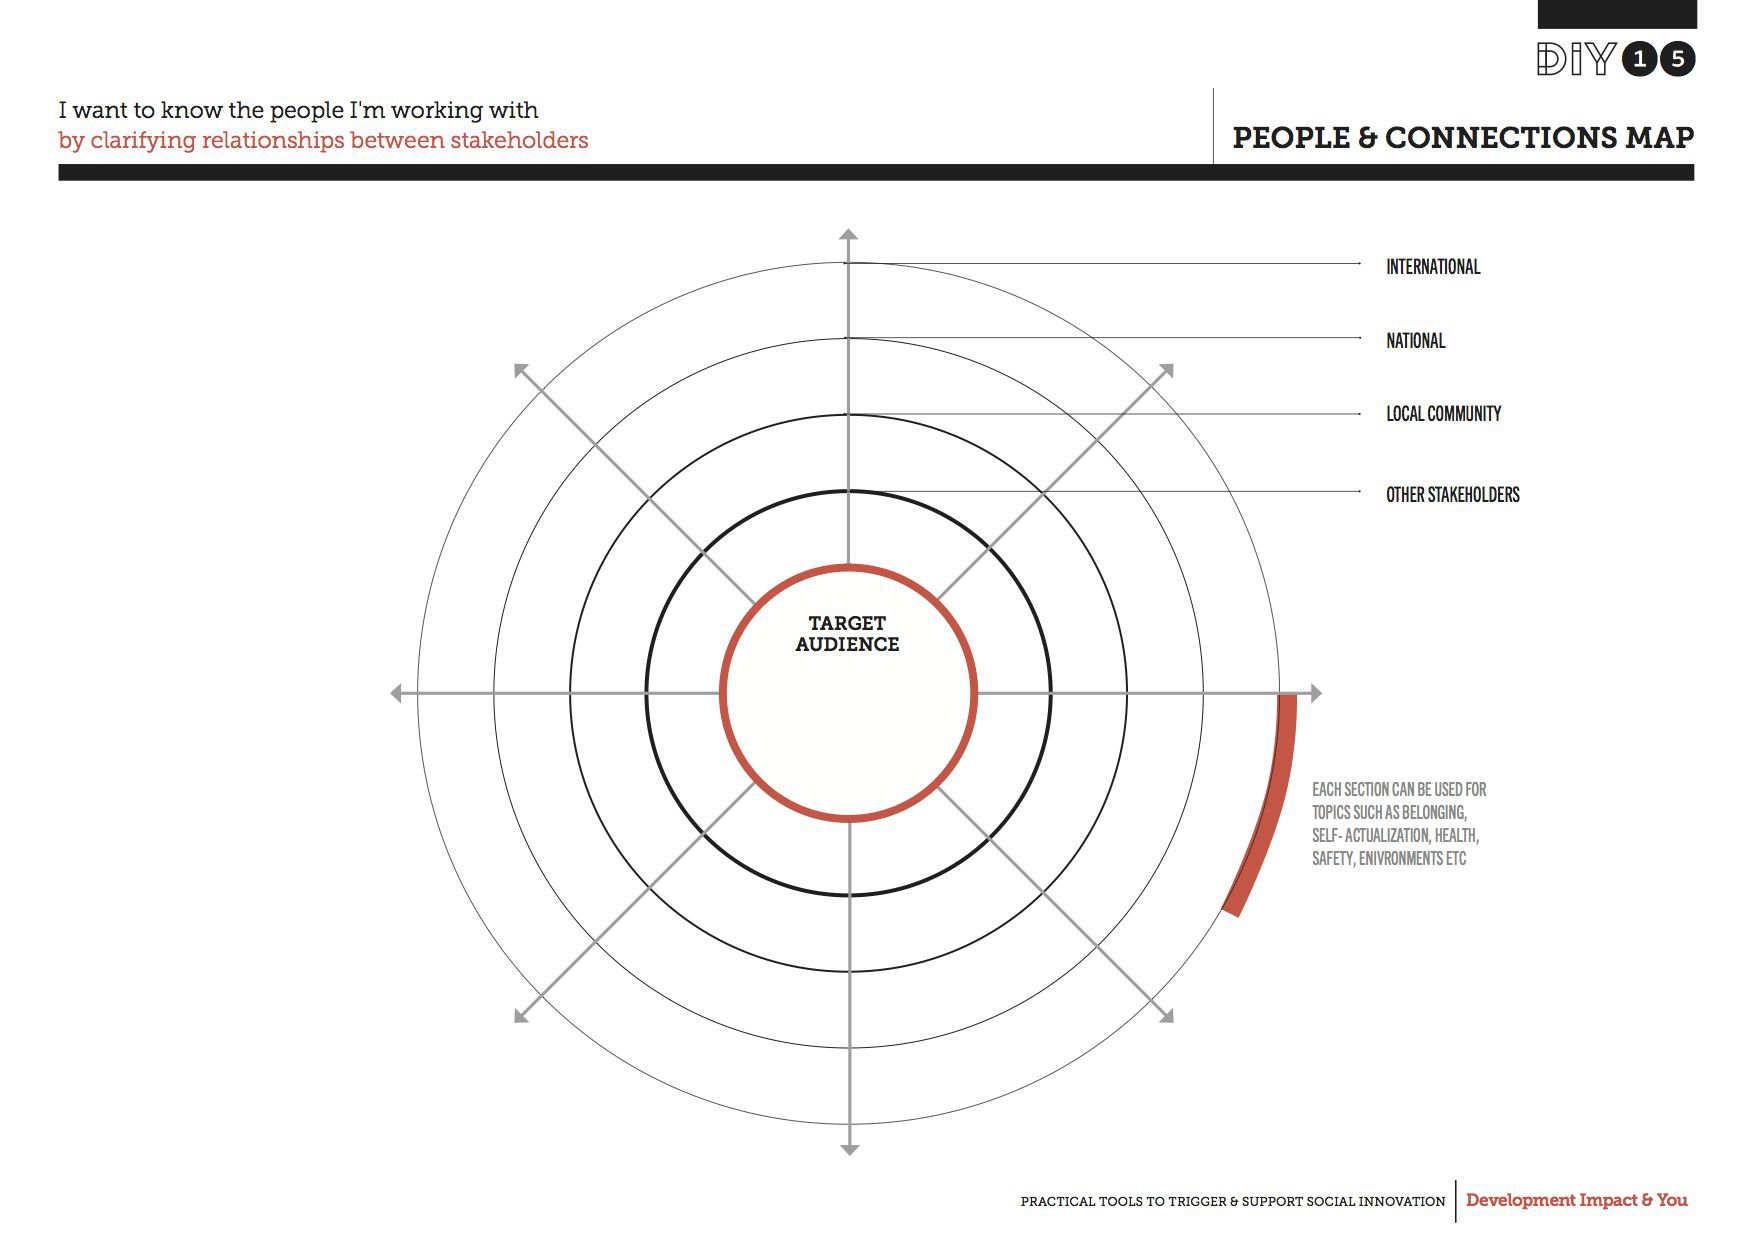 DIY 1 5
I want to know the people I'm working with
by clarifying relationships between stakeholders
PEOPLE & CONNECTIONS MAP
INTERNATIONAL
NATIONAL
LOCAL COMMUNITY
OTHER STAKEHOLDERS
TARGET
AUDIENCE
EACH SECTION CAN BE USED FOR
TOPICS SUCH AS BELONGING,
SELF- ACTUALIZATION, HEALTH,
SAFETY, ENIVRONMENTS ETC
PRACTICAL TOOLS TO TRIGGER & SUPPORT SOCIAL INNOVATION
Development Impact & You